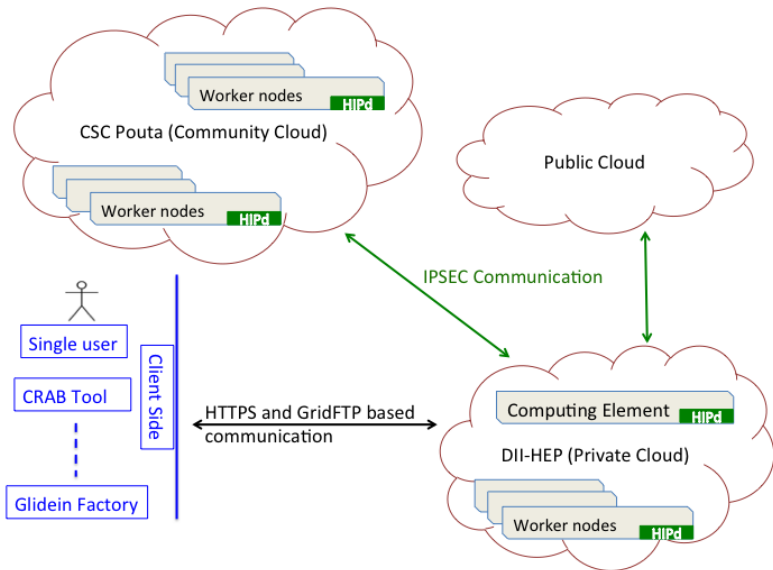 Worker nodes
HIPd
CSC Pouta (Community Cloud)
Worker nodes
HIPd
Public Cloud
IPSEC Communication
Single user
CRAB Tool
Glidein Factory
Client Side
HTTPS and GridFTP based
communication
Computing Element
HIPd
DII-HEP (Private Cloud)
Worker nodes
HIPd